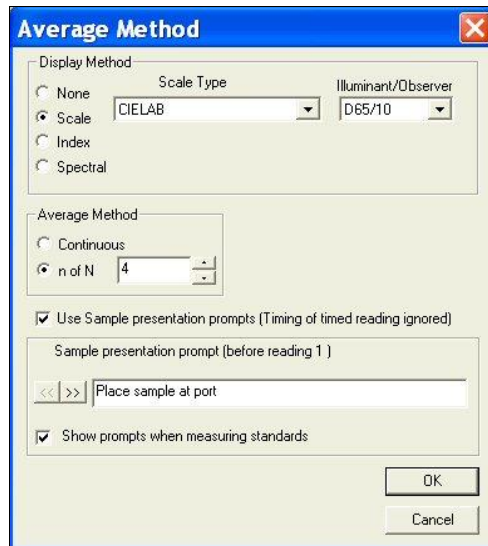 Average Method
Display Method
None
Scale
Index
Spectral
Scale Type
CIELAB
Illuminant/Observer
D65/10
Average Method
Continuous
n of N
4
Use Sample presentation prompts (Timing of timed reading ignored)
Sample presentation prompt (before reading 1 )
<< >> Place sample at port
Show prompts when measuring standards
OK
Cancel